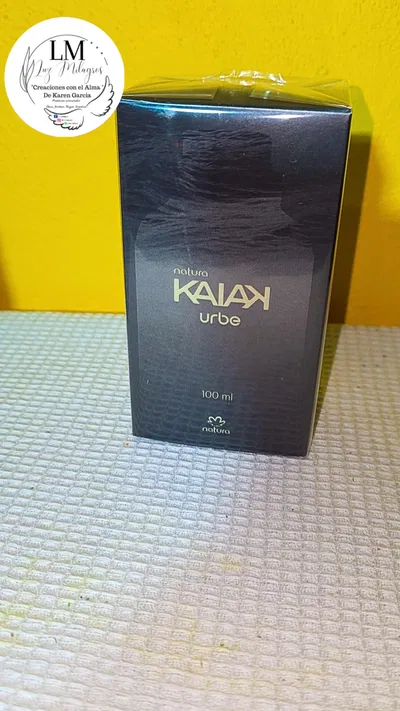 LM
Luz Milagros
"Creaciones con el Alma"
De Karen Garcia
natura
KAIAK
urbe
100 ml
natura